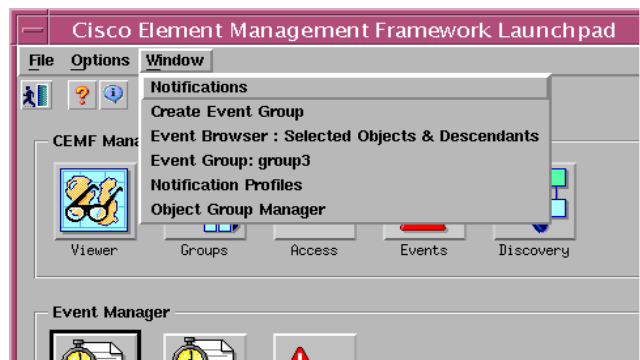 Cisco Element Management Framework Launchpad
File Options Window
Notifications
Create Event Group
Event Browser : Selected Objects & Descendants
Event Group: group3
Notification Profiles
Object Group Manager
CEMF Mana
Viewer Groups Access Events Discovery
Event Manager